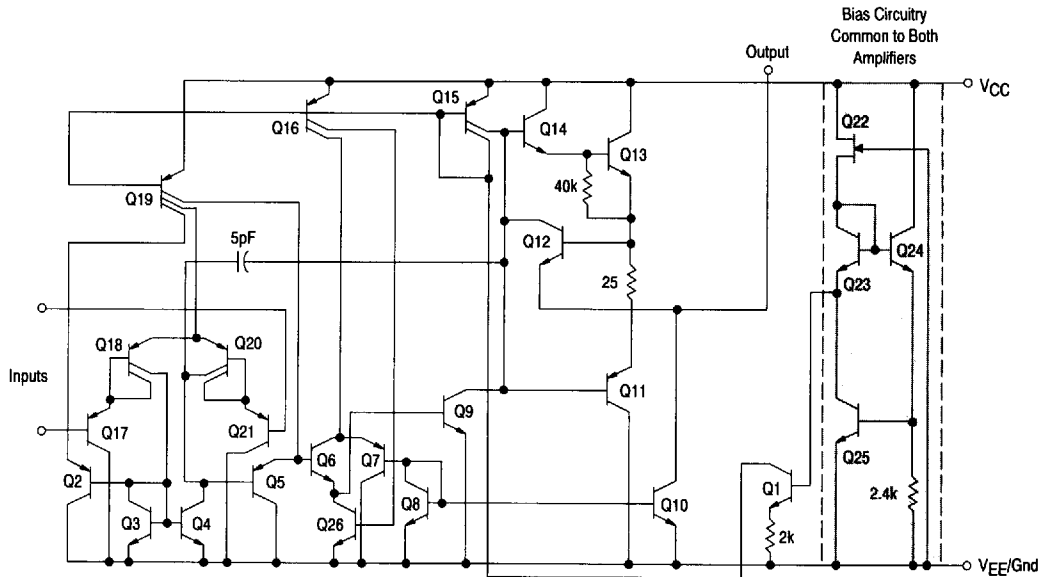 Bias Circuitry
Common to Both
Amplifiers
Output
VCC
Q15
Q22
Q16
Q14
Q13
Q19
40k
5pF
Q12
Q24
Q23
25
Q18
Q20
Inputs
Q11
Q9
Q17
Q21
Q25
Q6
Q7
Q2
Q5
Q1
Q8
Q10
2.4k
Q3
Q4
Q26
2k
VEE/Gnd